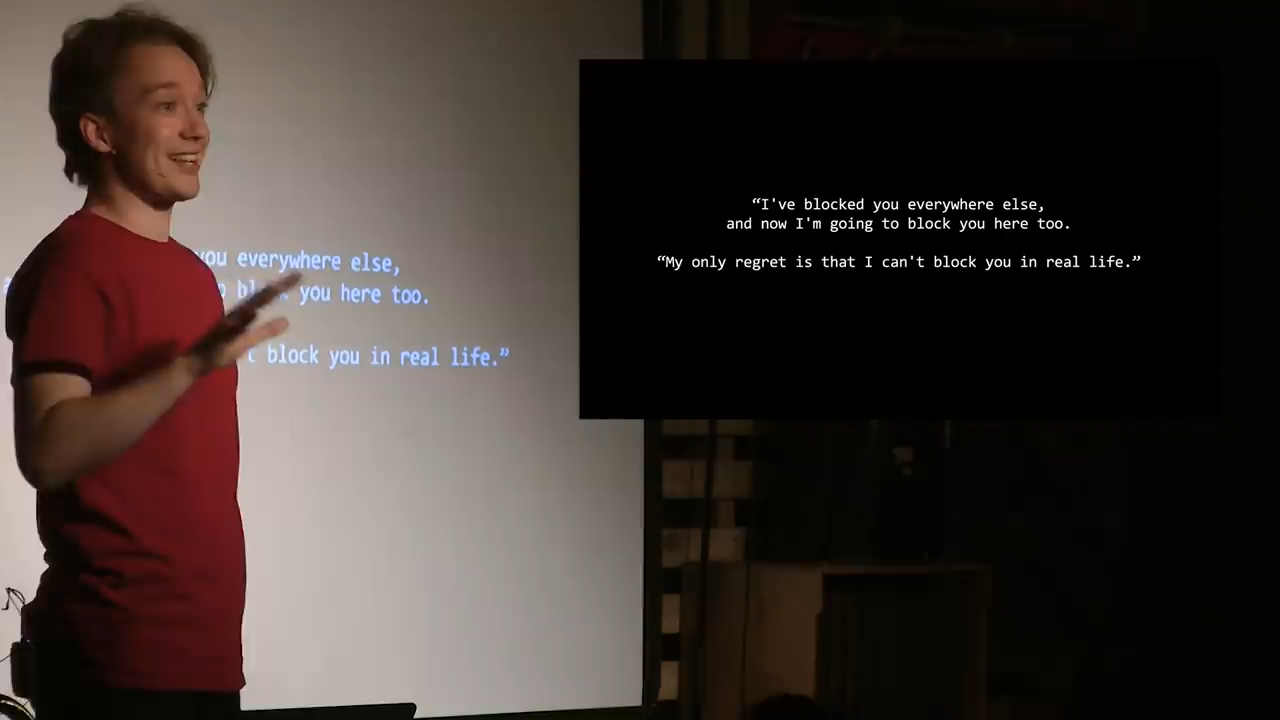 you everywhere else,
you here too.
block you in real life.”
“I've blocked you everywhere else,
and now I'm going to block you here too.
“My only regret is that I can't block you in real life.”